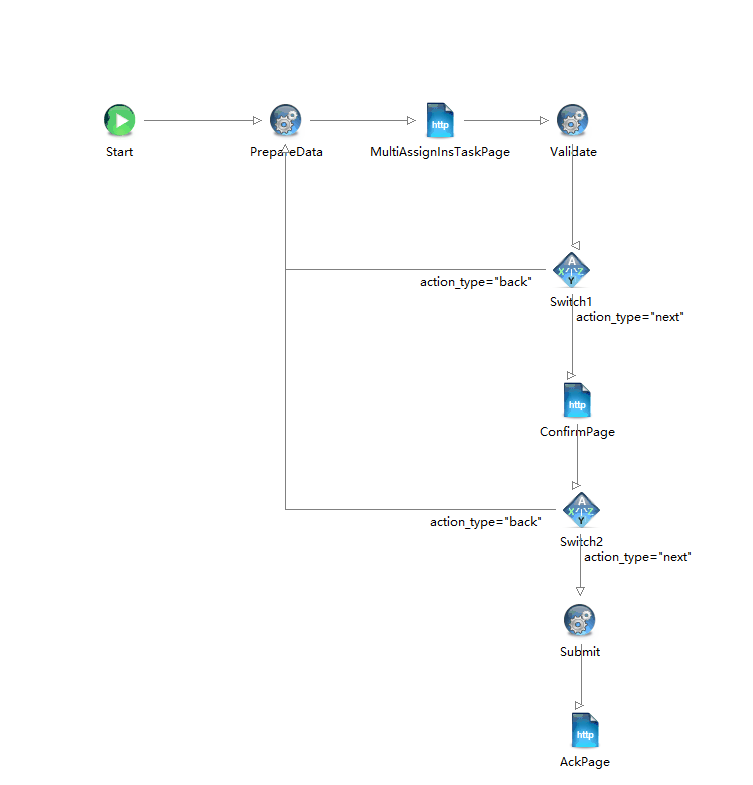 http
Start
PrepareData
MultiAssignInsTaskPage
Validate
A
X
Z
Y
action_type="back"
Switch1
action_type="next"
http
ConfirmPage
A
X
Z
Y
action_type="back"
Switch2
action_type="next"
Submit
http
AckPage